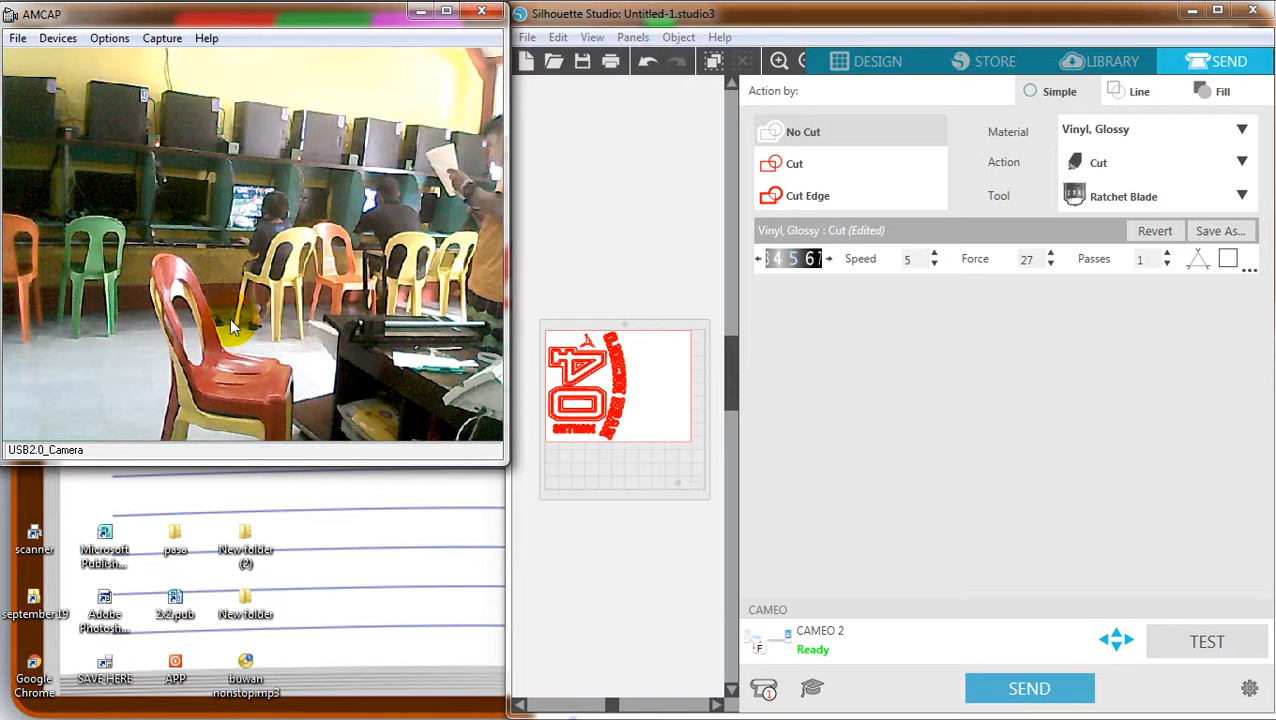 AMCAP
File Devices Options Capture Help
USB2.0_Camera
scanner
Microsoft Publish...
pasa
New folder (2)
september19
Adobe Photosh...
2x2.pub
New folder
Google Chrome
SAVE HERE
APP
buwan nonstop.mp3
Silhouette Studio: Untitled-1.studio3
File Edit View Panels Object Help
DESIGN STORE LIBRARY SEND
Action by: Simple Line Fill
No Cut
Cut
Cut Edge
Material Vinyl, Glossy
Action Cut
Tool Ratchet Blade
Vinyl, Glossy : Cut (Edited) Revert Save As...
4 5 6 Speed 5 Force 27 Passes 1
40
CAMEO
CAMEO 2
Ready
TEST
SEND